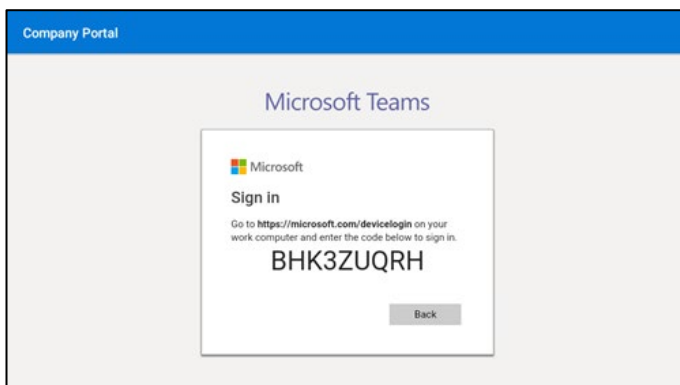 Company Portal
Microsoft Teams
Microsoft
Sign in
Go to https://microsoft.com/devicelogin on your
work computer and enter the code below to sign in.
BHK3ZUQRH
Back